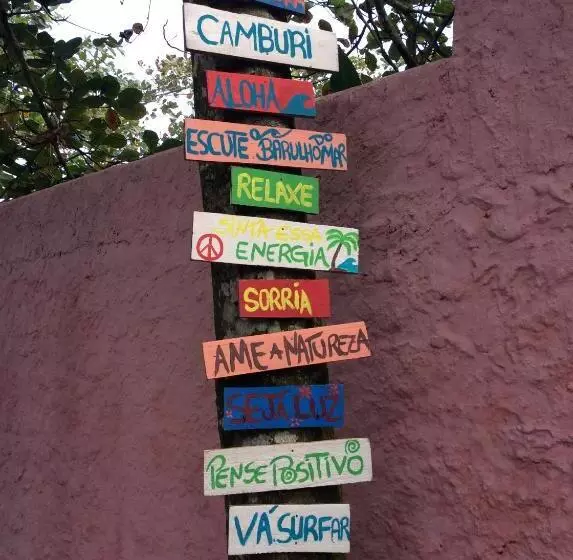 CAMBURI
ALOHA
ESCUTE O BARULHO DO MAR
RELAXE
SINTA ESSA
ENERGIA
SORRIA
AME A NATUREZA
SEJA LUZ
PENSE POSITIVO
VÁ SURFAR